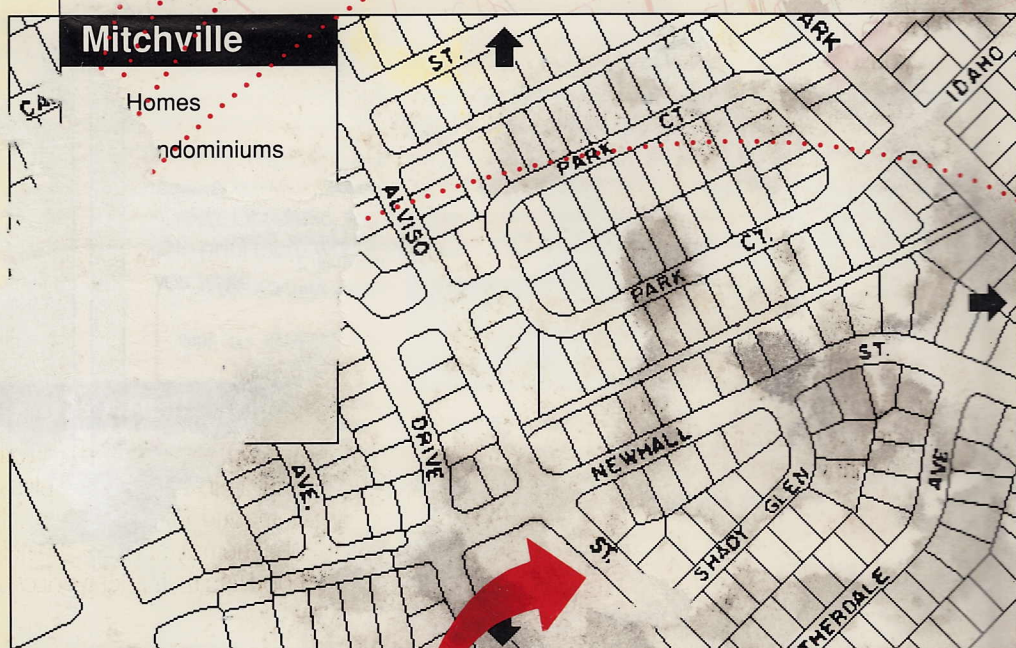 Mitchville
Homes
ndominiums
CA
ST.
ARK
IDAHO
PARK CT.
ALVISO
DRIVE
PARK CT.
ST.
NEWHALL
AVE.
AVE
ST.
SHADY GLEN
THERDALE